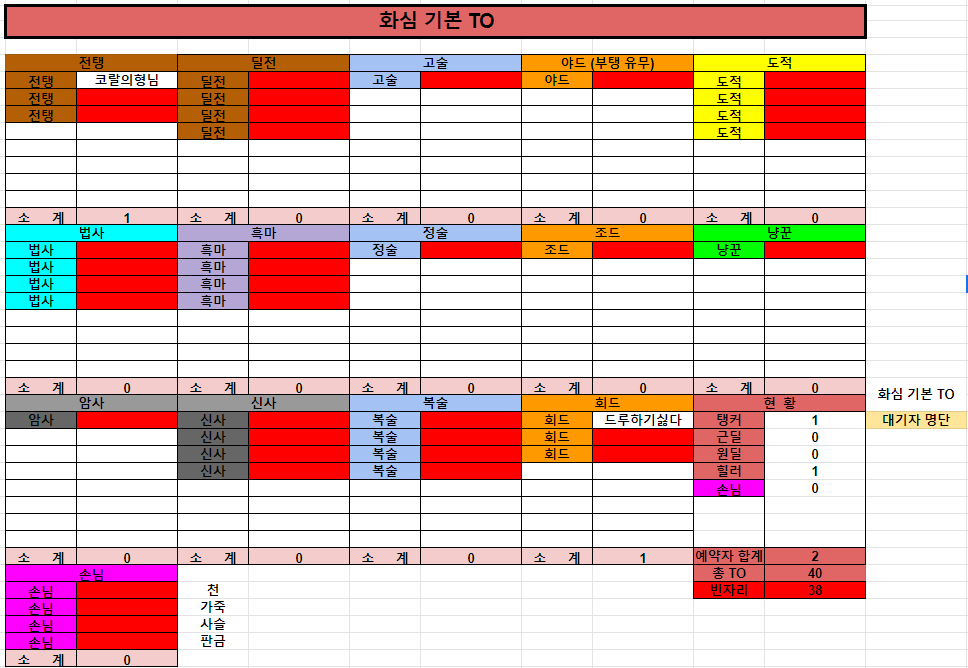 화심 기본 TO
전탱 딜전 고술 야드 (부탱 유무) 도적
전탱 코랄의형님 딜전 고술 야드 도적
전탱 딜전 도적
전탱 딜전 도적
딜전 도적
소 계 1 소 계 0 소 계 0 소 계 0 소 계 0
법사 흑마 정술 조드 냥꾼
법사 흑마 정술 조드 냥꾼
법사 흑마
법사 흑마
법사 흑마
소 계 0 소 계 0 소 계 0 소 계 0 소 계 0 화심 기본 TO
암사 신사 복술 회드 현 황
암사 신사 복술 회드 드루하기싫다 탱커 1 대기자 명단
신사 복술 회드 근딜 0
신사 복술 회드 원딜 0
신사 복술 힐러 1
손님 0
소 계 0 소 계 0 소 계 0 소 계 1 예약자 합계 2
손님 총 TO 40
손님 천 빈자리 38
손님 가죽
손님 사슬
손님 판금
소 계 0